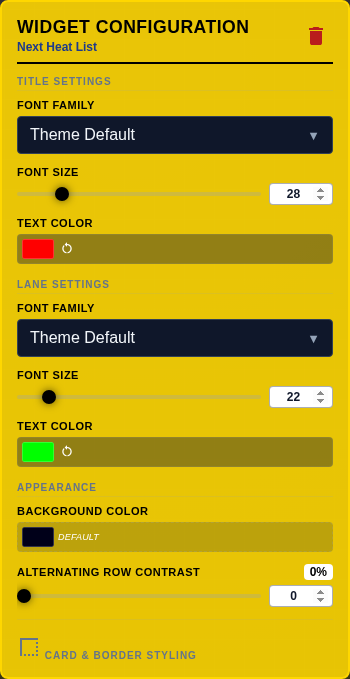 WIDGET CONFIGURATION
Next Heat List
TITLE SETTINGS
FONT FAMILY
Theme Default
FONT SIZE
28
TEXT COLOR
LANE SETTINGS
FONT FAMILY
Theme Default
FONT SIZE
22
TEXT COLOR
APPEARANCE
BACKGROUND COLOR
DEFAULT
ALTERNATING ROW CONTRAST 0%
0
CARD & BORDER STYLING